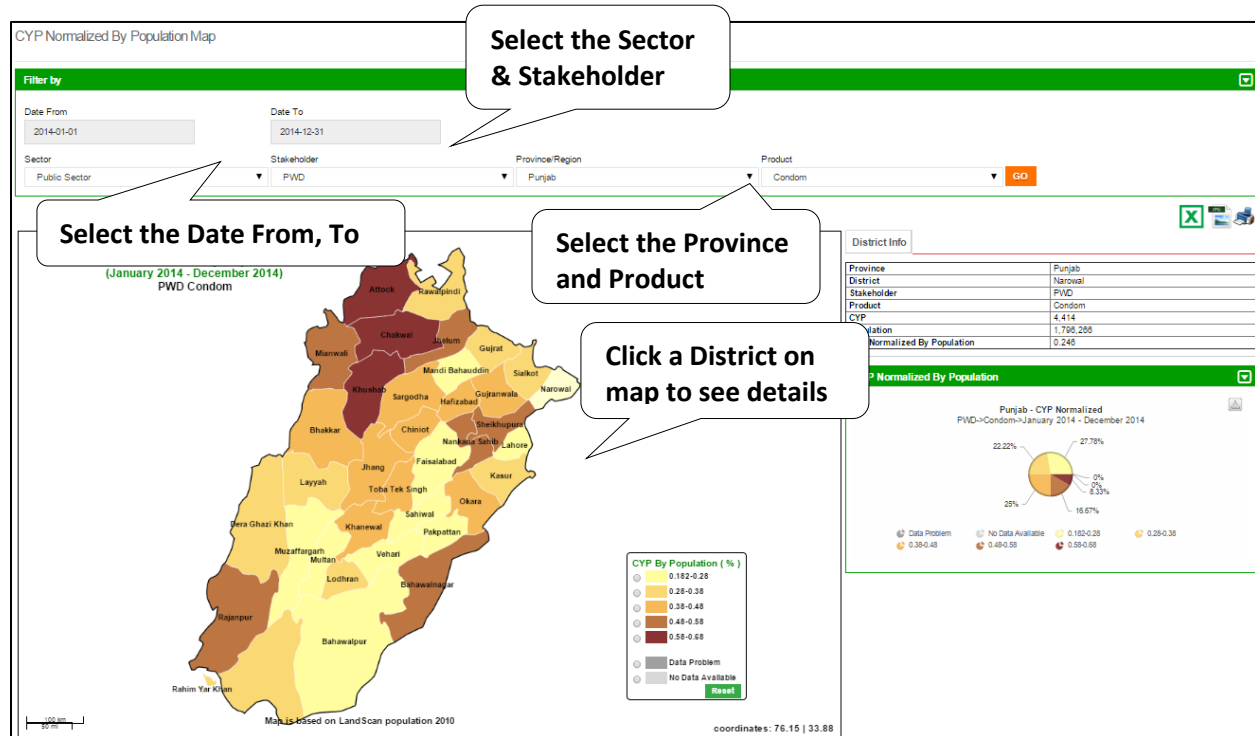 CYP Normalized By Population Map
Select the Sector
& Stakeholder
Filter by
Date From
Date To
2014-01-01
2014-12-31
Sector
Stakeholder
Province/Region
Product
Public Sector
PWD
Punjab
Condom
GO
Select the Date From, To
Select the Province
and Product
Click a District on
map to see details
(January 2014 - December 2014)
PWD Condom
Attock
Rawalpindi
Chakwal
Jhelum
Mianwali
Gujrat
Mandi Bahauddin
Sialkot
Narowal
Khushab
Sargodha
Hafizabad
Gujranwala
Bhakkar
Chiniot
Sheikhupura
Nankana Sahib
Lahore
Faisalabad
Jhang
Kasur
Layyah
Toba Tek Singh
Okara
Sahiwal
Dera Ghazi Khan
Khanewal
Pakpattan
Muzaffargarh
Multan
Vehari
Lodhran
Bahawalnagar
Rajanpur
Bahawalpur
Rahim Yar Khan
100 km
50 mi
Map is based on LandScan population 2010
coordinates: 76.15 | 33.88
CYP By Population ( % )
0.182-0.28
0.28-0.38
0.38-0.48
0.48-0.58
0.58-0.68
Data Problem
No Data Available
Reset
District Info
Province Punjab
District Narowal
Stakeholder PWD
Product Condom
CYP 4,414
1,798,266
Normalized By Population 0.246
Normalized By Population
Punjab - CYP Normalized
PWD->Condom->January 2014 - December 2014
22.22%
27.78%
0%
0%
8.33%
16.67%
25%
Data Problem
No Data Available
0.182-0.28
0.28-0.38
0.38-0.48
0.48-0.58
0.58-0.68